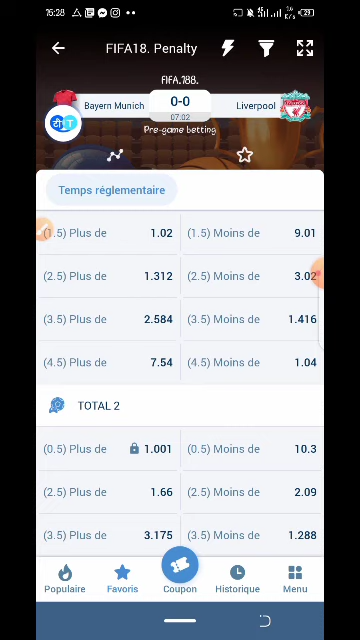 15:28
1.6
K/s
29
FIFA18. Penalty
FIFA.188.
Bayern Munich
0-0
Liverpool
07:02
Pre-game betting
Temps réglementaire
(1.5) Plus de 1.02 (1.5) Moins de 9.01
(2.5) Plus de 1.312 (2.5) Moins de 3.02
(3.5) Plus de 2.584 (3.5) Moins de 1.416
(4.5) Plus de 7.54 (4.5) Moins de 1.04
TOTAL 2
(0.5) Plus de 1.001 (0.5) Moins de 10.3
(2.5) Plus de 1.66 (2.5) Moins de 2.09
(3.5) Plus de 3.175 (3.5) Moins de 1.288
Populaire Favoris Coupon Historique Menu